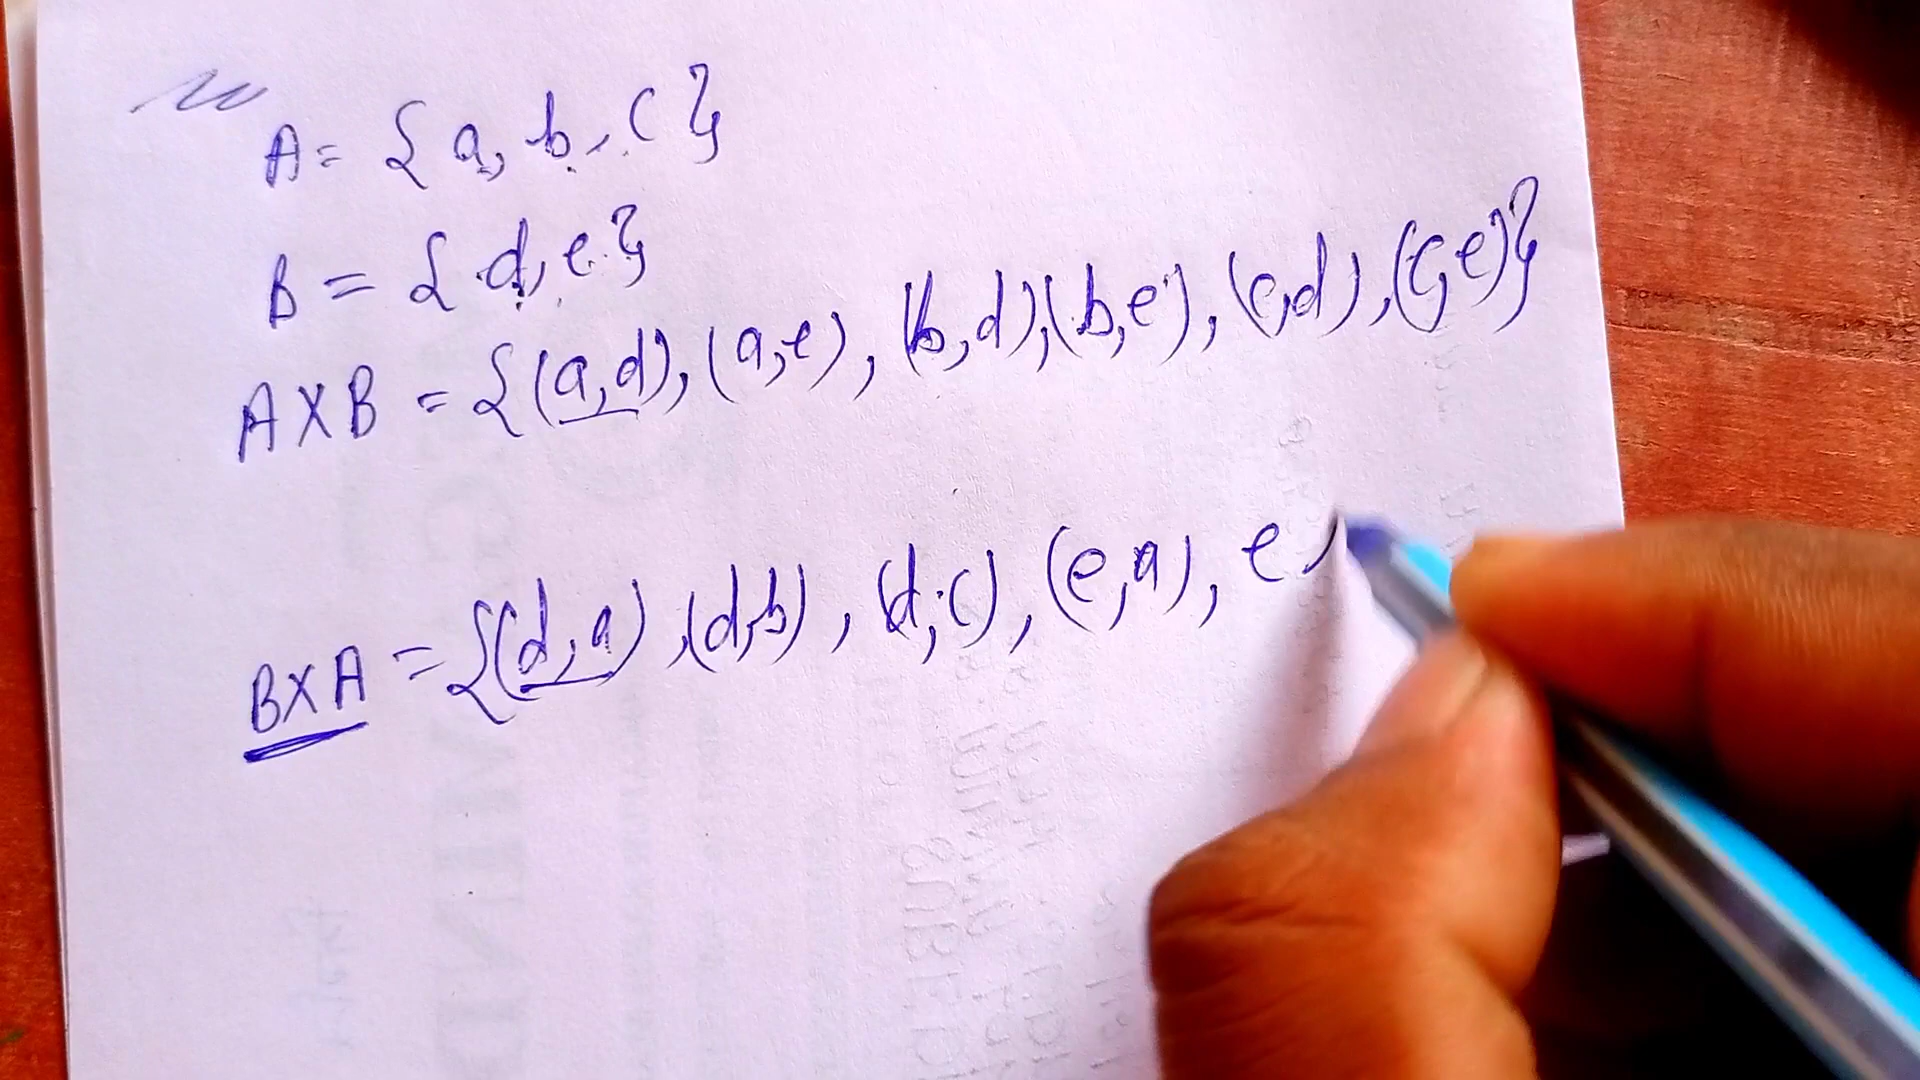 A = { a, b, c }
B = { d, e }
A X B = {(a,d), (a,e), (b,d), (b,e), (c,d), (c,e)}
B X A = {(d,a), (d,b), (d,c), (e,a), e